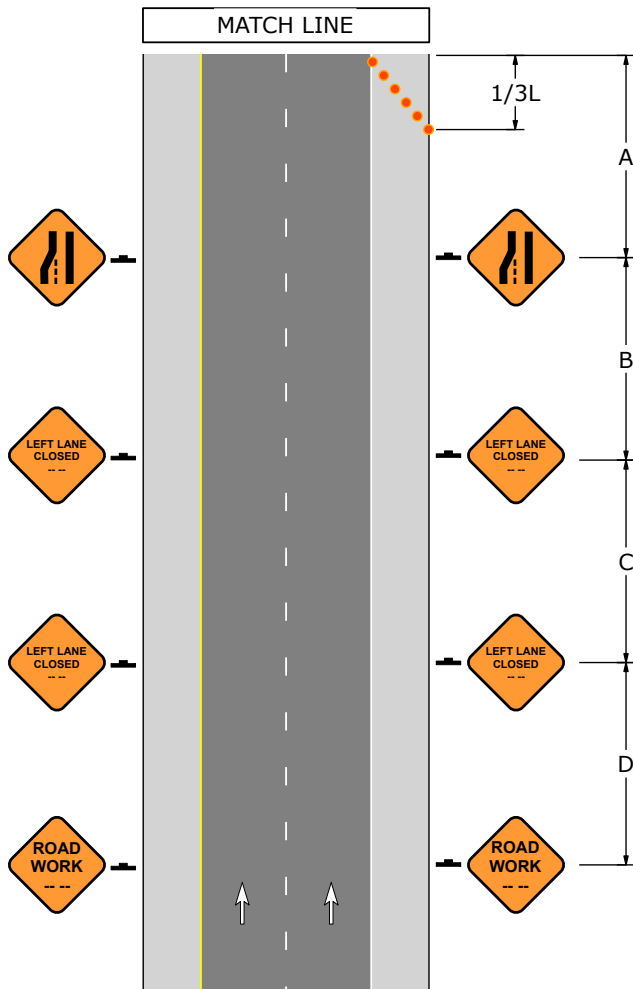 MATCH LINE
1/3L
A
B
LEFT LANE
CLOSED
-- --
LEFT LANE
CLOSED
-- --
C
LEFT LANE
CLOSED
-- --
LEFT LANE
CLOSED
-- --
D
ROAD
WORK
-- --
ROAD
WORK
-- --